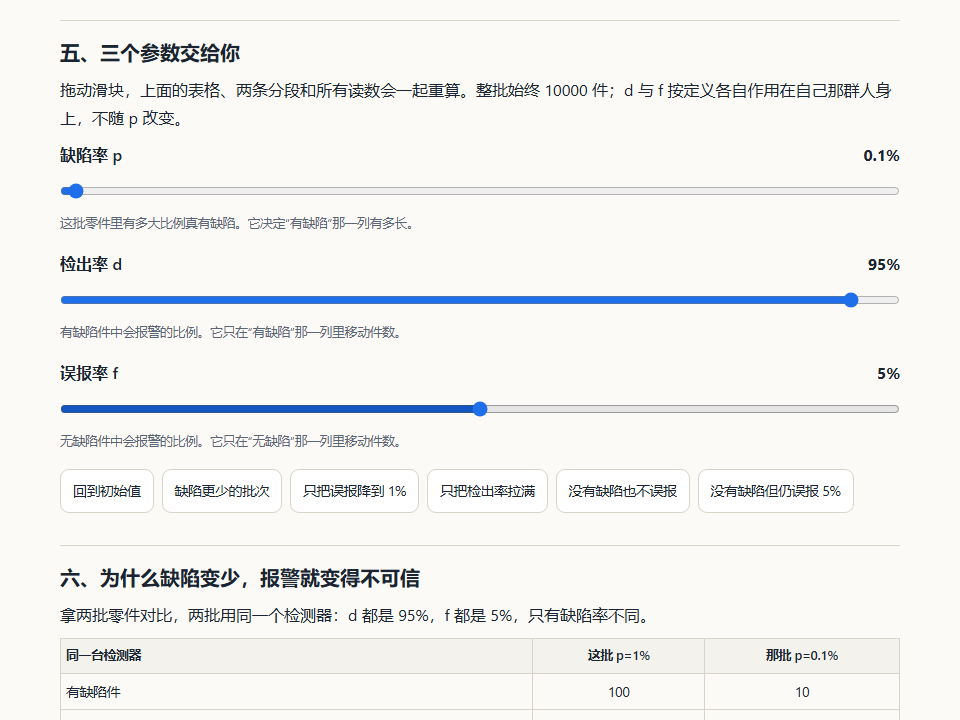 五、三个参数交给你
拖动滑块，上面的表格、两条分段和所有读数会一起重算。整批始终 10000 件；d 与 f 按定义各自作用在自己那群人身
上，不随 p 改变。
缺陷率 p
0.1%
这批零件里有多大比例真有缺陷。它决定“有缺陷”那一列有多长。
检出率 d
95%
有缺陷件中会报警的比例。它只在“有缺陷”那一列里移动件数。
误报率 f
5%
无缺陷件中会报警的比例。它只在“无缺陷”那一列里移动件数。
回到初始值
缺陷更少的批次
只把误报降到 1%
只把检出率拉满
没有缺陷也不误报
没有缺陷但仍误报 5%
六、为什么缺陷变少，报警就变得不可信
拿两批零件对比，两批用同一个检测器：d 都是 95%，f 都是 5%，只有缺陷率不同。
同一台检测器
这批 p=1%
那批 p=0.1%
有缺陷件
100
10